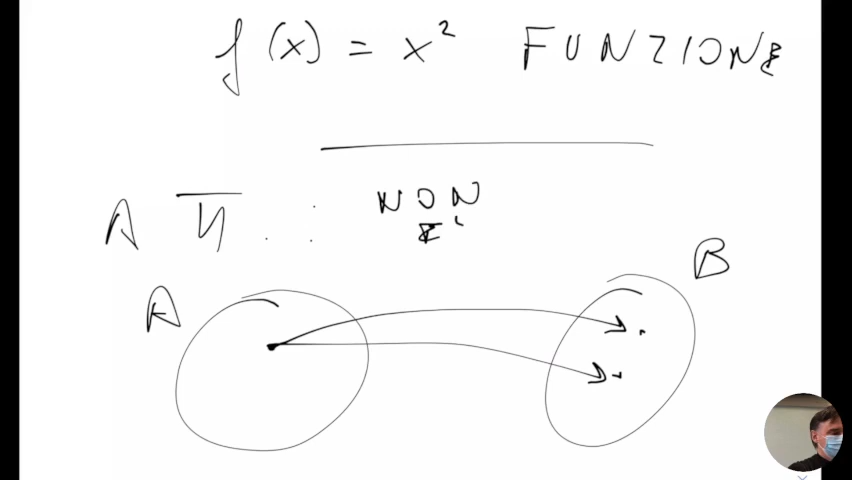 f(x) = x² FUNZIONE
A
NON
E'
B
A